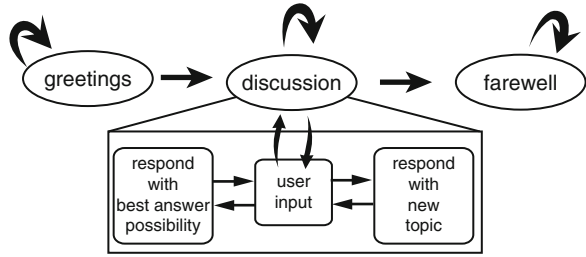 greetings
discussion
farewell
respond
with
best answer
possibility
user
input
respond
with
new
topic